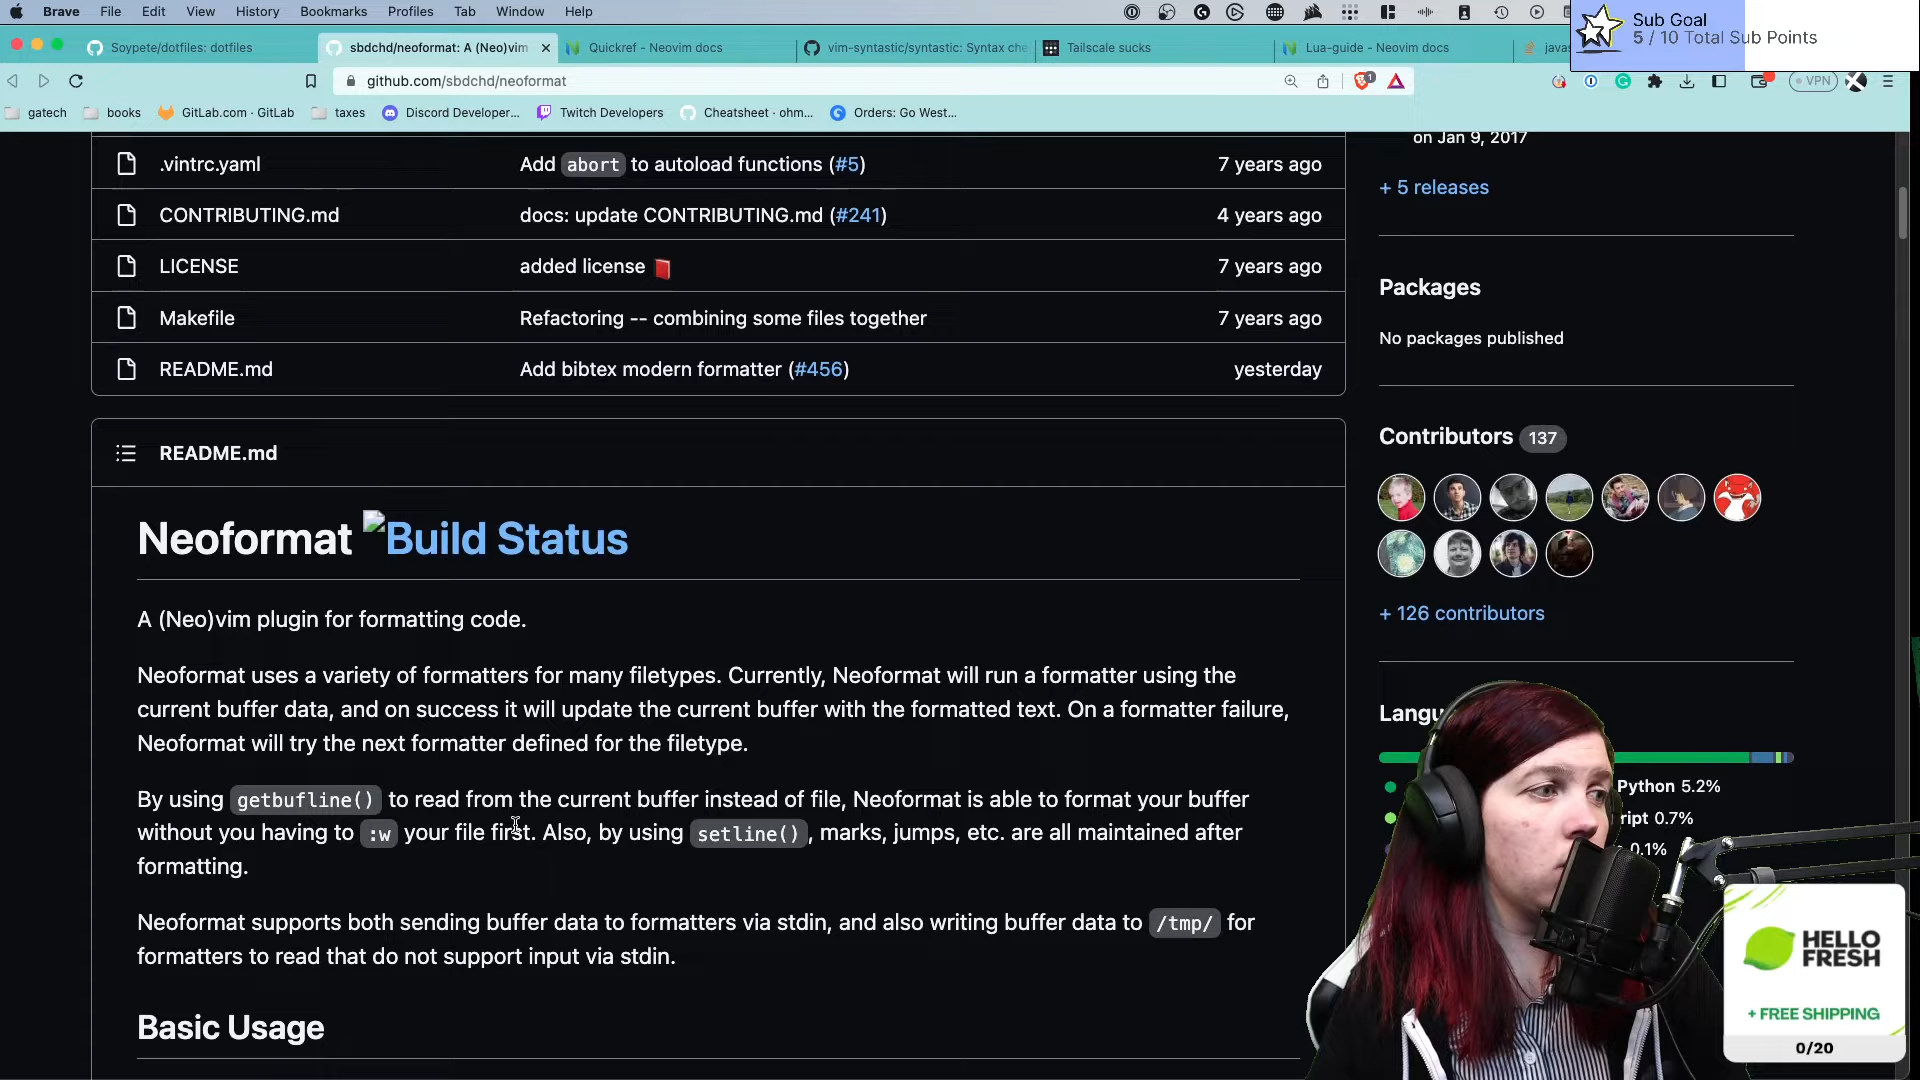 Brave File Edit View History Bookmarks Profiles Tab Window Help
Sub Goal
5 / 10 Total Sub Points
Soypete/dotfiles: dotfiles
sbdchd/neoformat: A (Neo)vim
Quickref - Neovim docs
vim-syntastic/syntastic: Syntax che
Tailscale sucks
Lua-guide - Neovim docs
javas
github.com/sbdchd/neoformat
1
VPN
gatech books GitLab.com · GitLab taxes Discord Developer... Twitch Developers Cheatsheet · ohm... Orders: Go West...
on Jan 9, 2017
.vintrc.yaml Add abort to autoload functions (#5) 7 years ago
+ 5 releases
CONTRIBUTING.md docs: update CONTRIBUTING.md (#241) 4 years ago
LICENSE added license 7 years ago
Packages
Makefile Refactoring -- combining some files together 7 years ago
No packages published
README.md Add bibtex modern formatter (#456) yesterday
Contributors 137
README.md
Neoformat Build Status
+ 126 contributors
A (Neo)vim plugin for formatting code.
Neoformat uses a variety of formatters for many filetypes. Currently, Neoformat will run a formatter using the
current buffer data, and on success it will update the current buffer with the formatted text. On a formatter failure,
Neoformat will try the next formatter defined for the filetype.
Langu
Python 5.2%
ript 0.7%
0.1%
By using getbufline() to read from the current buffer instead of file, Neoformat is able to format your buffer
without you having to :w your file first. Also, by using setline(), marks, jumps, etc. are all maintained after
formatting.
Neoformat supports both sending buffer data to formatters via stdin, and also writing buffer data to /tmp/ for
formatters to read that do not support input via stdin.
Basic Usage
HELLO
FRESH
+ FREE SHIPPING
0/20